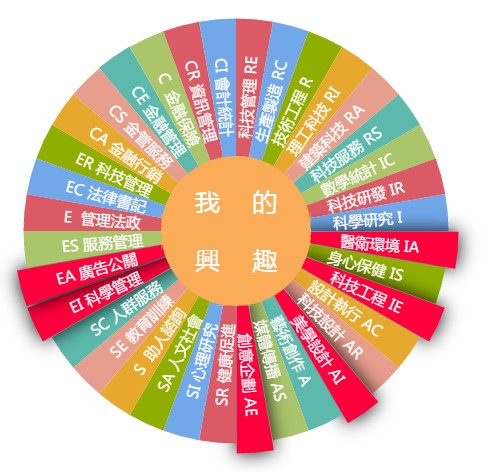 我 的
興 趣
科技管理 RE
生產製造 RC
技術工程 R
理工科技 RI
建築科技 RA
科技服務 RS
數學統計 IC
科技研發 IR
科學研究 I
醫衛環境 IA
身心保健 IS
科技工程 IE
設計執行 AC
科技設計 AR
美學設計 AI
藝術創作 A
媒體傳播 AS
創意企劃 AE
SR 健康促進
SI 心理研究
SA 人文社會
S 助人諮詢
SE 教育訓練
SC 人群服務
EI 科學管理
EA 廣告公關
ES 服務管理
E 管理法政
EC 法律書記
ER 科技管理
CA 金融行銷
CS 金管服務
CE 金融管理
C 金融保險
CR 資訊管理
CI 會計統計